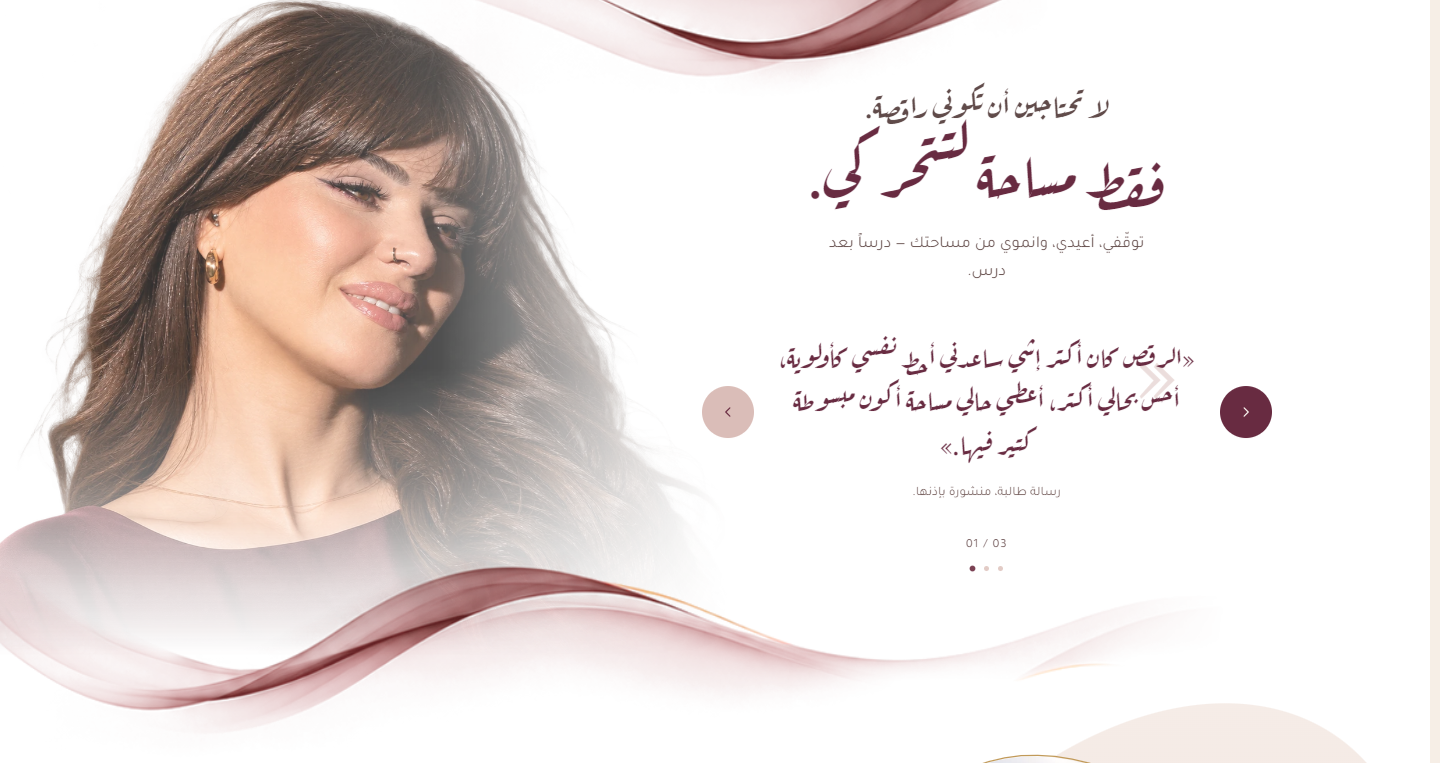 لا تحتاجين أن تكوني راقصة.
فقط مساحة لتتحركي.
توقّفي، أعيدي، وانموي من مساحتك – درساً بعد
درس.
«الرقص كان أكتر إشي ساعدني أحط نفسي كأولوية،
أحس بحالي أكتر، أعطي حالي مساحة أكون مبسوطة
كتير فيها.»
رسالة طالبة، منشورة بإذنها.
01 / 03